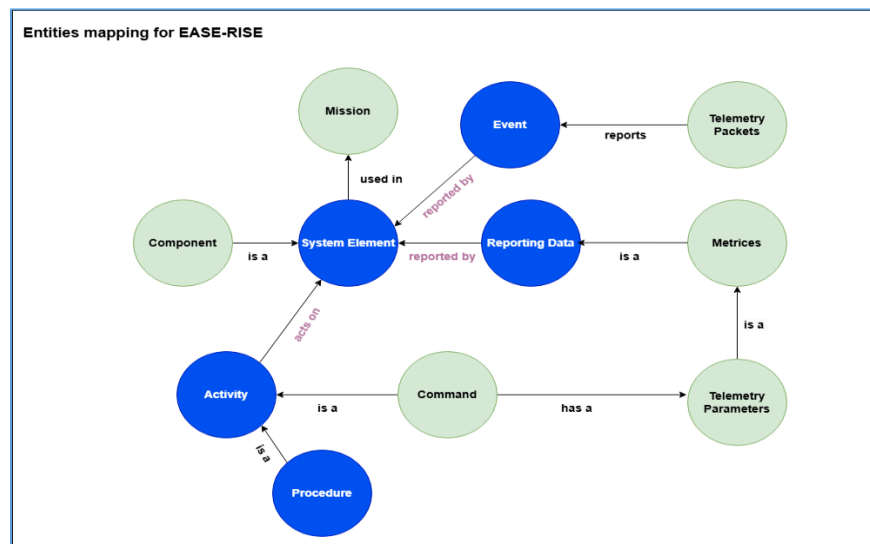 Entities mapping for EASE-RISE
Mission
Event
reports
Telemetry
Packets
used in
reported by
Component
is a
System Element
reported by
Reporting Data
is a
Metrices
acts on
is a
Activity
is a
Command
has a
Telemetry
Parameters
is a
Procedure